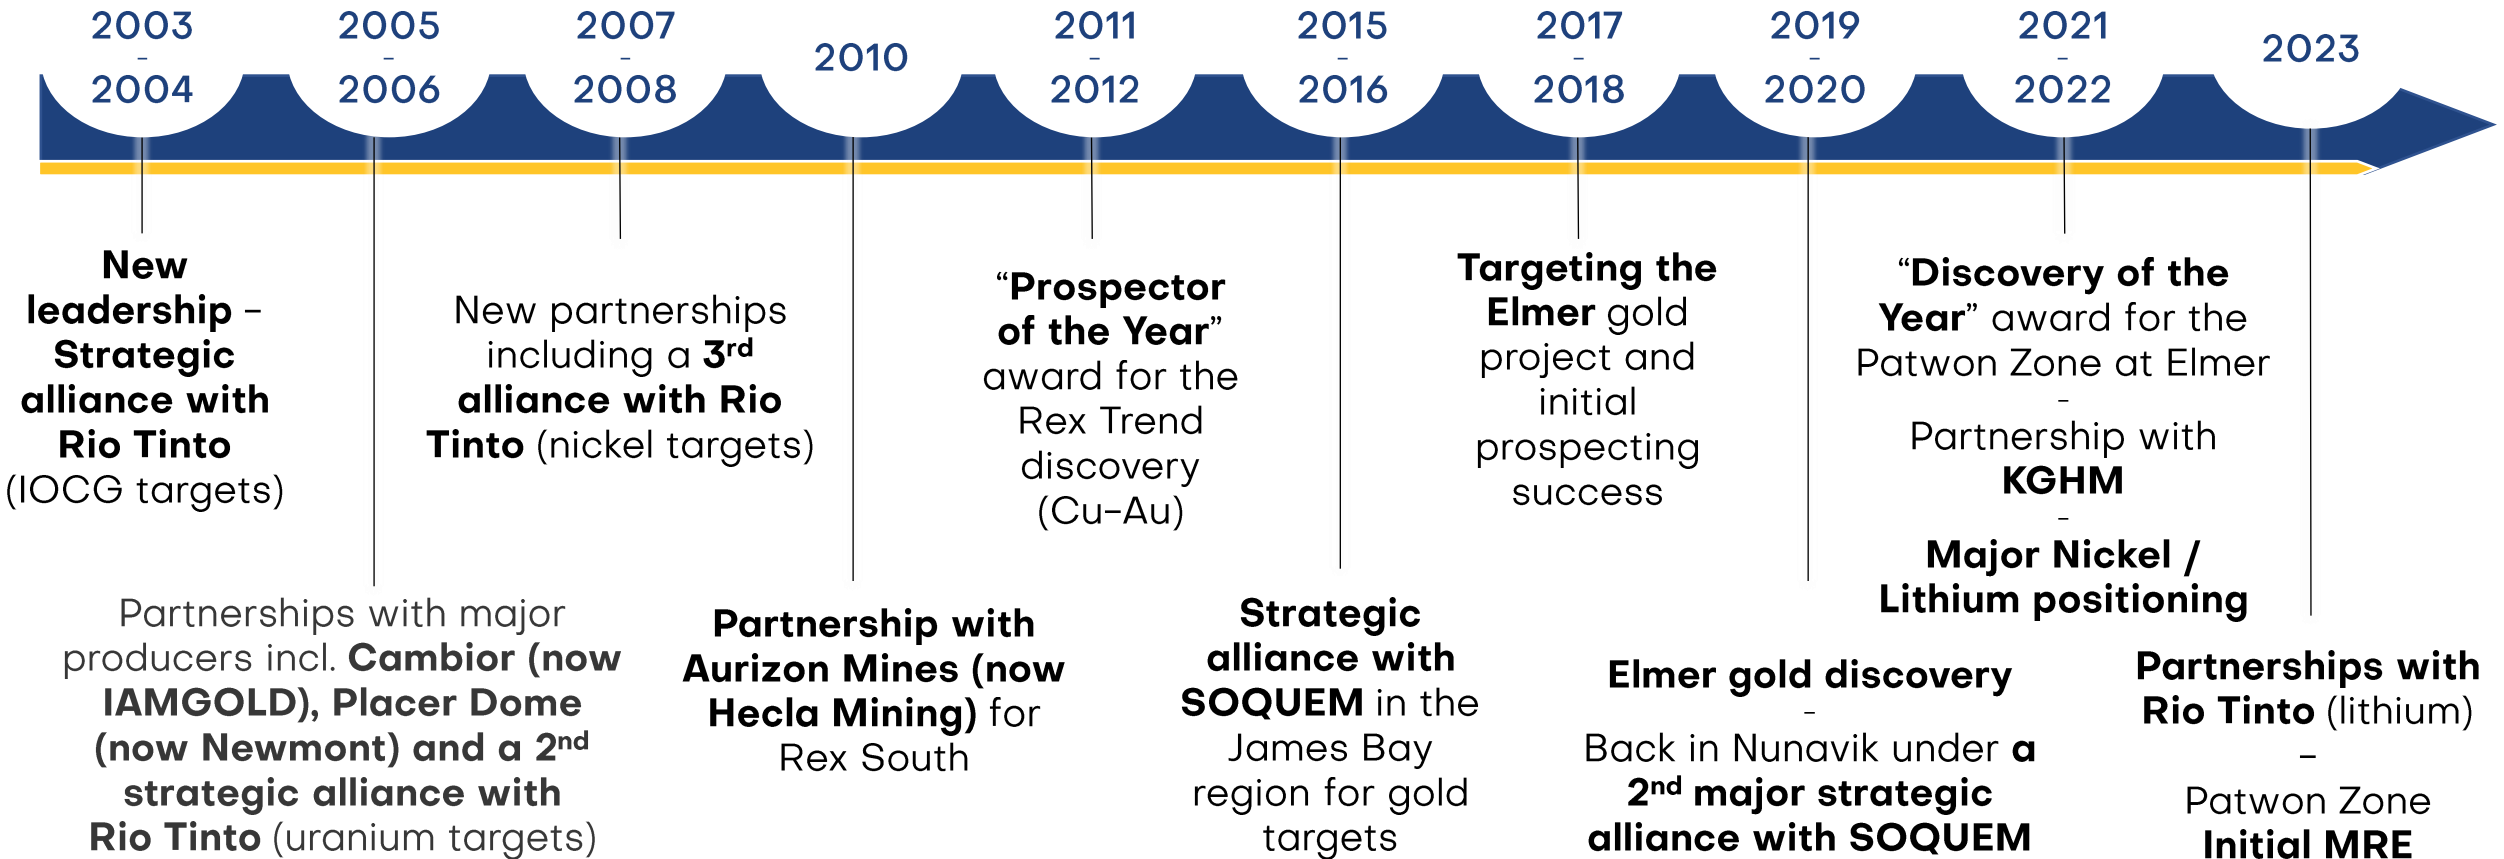 2003
–
2004
2005
–
2006
2007
–
2008
2010
2011
–
2012
2015
–
2016
2017
–
2018
2019
–
2020
2021
–
2022
2023
New
leadership –
Strategic
alliance with
Rio Tinto
(IOCG targets)
Partnerships with major
producers incl. Cambior (now
IAMGOLD), Placer Dome
(now Newmont) and a 2nd
strategic alliance with
Rio Tinto (uranium targets)
New partnerships
including a 3rd
alliance with Rio
Tinto (nickel targets)
Partnership with
Aurizon Mines (now
Hecla Mining) for
Rex South
“Prospector
of the Year”
award for the
Rex Trend
discovery
(Cu–Au)
Strategic
alliance with
SOQUEM in the
James Bay
region for gold
targets
Targeting the
Elmer gold
project and
initial
prospecting
success
Elmer gold discovery
–
Back in Nunavik under a
2nd major strategic
alliance with SOQUEM
“Discovery of the
Year” award for the
Patwon Zone at Elmer
–
Partnership with
KGHM
–
Major Nickel /
Lithium positioning
Partnerships with
Rio Tinto (lithium)
–
Patwon Zone
Initial MRE